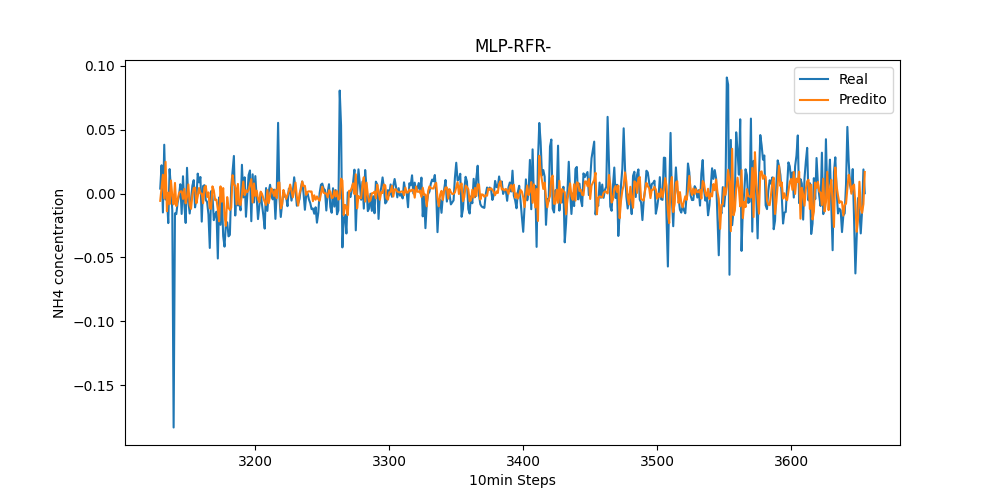 MLP-RFR-
Real
Predito
NH4 concentration
0.10
0.05
0.00
−0.05
−0.10
−0.15
3200 3300 3400 3500 3600
10min Steps